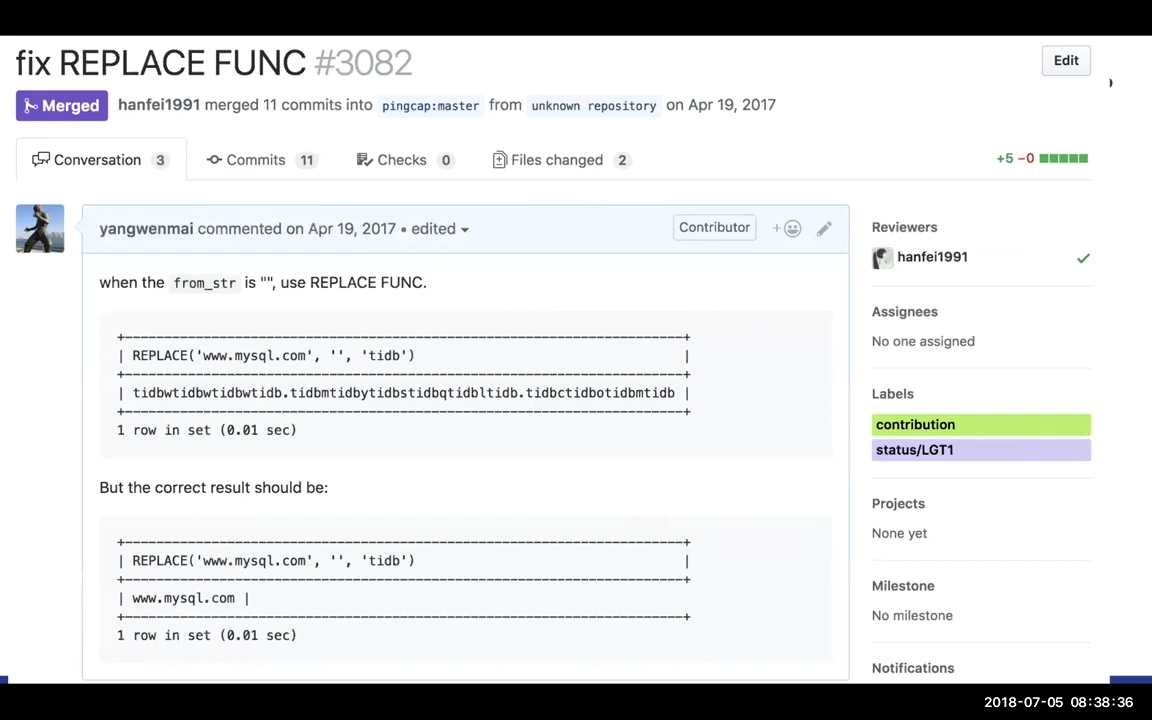 fix REPLACE FUNC #3082
Edit
Merged hanfei1991 merged 11 commits into pingcap:master from unknown repository on Apr 19, 2017
Conversation 3 Commits 11 Checks 0 Files changed 2
+5 −0
yangwenmai commented on Apr 19, 2017 • edited
Contributor
when the from_str is "", use REPLACE FUNC.
+------------------------------------------------------------------+
| REPLACE('www.mysql.com', '', 'tidb') |
+------------------------------------------------------------------+
| tidbwtidbwtidbwtidb.tidbmtidbytidbstidbqtidbltidb.tidbctidbotidbmtidb |
+------------------------------------------------------------------+
1 row in set (0.01 sec)
But the correct result should be:
+------------------------------------------------------------------+
| REPLACE('www.mysql.com', '', 'tidb') |
+------------------------------------------------------------------+
| www.mysql.com |
+------------------------------------------------------------------+
1 row in set (0.01 sec)
Reviewers
hanfei1991
Assignees
No one assigned
Labels
contribution
status/LGT1
Projects
None yet
Milestone
No milestone
Notifications
2018-07-05 08:38:36